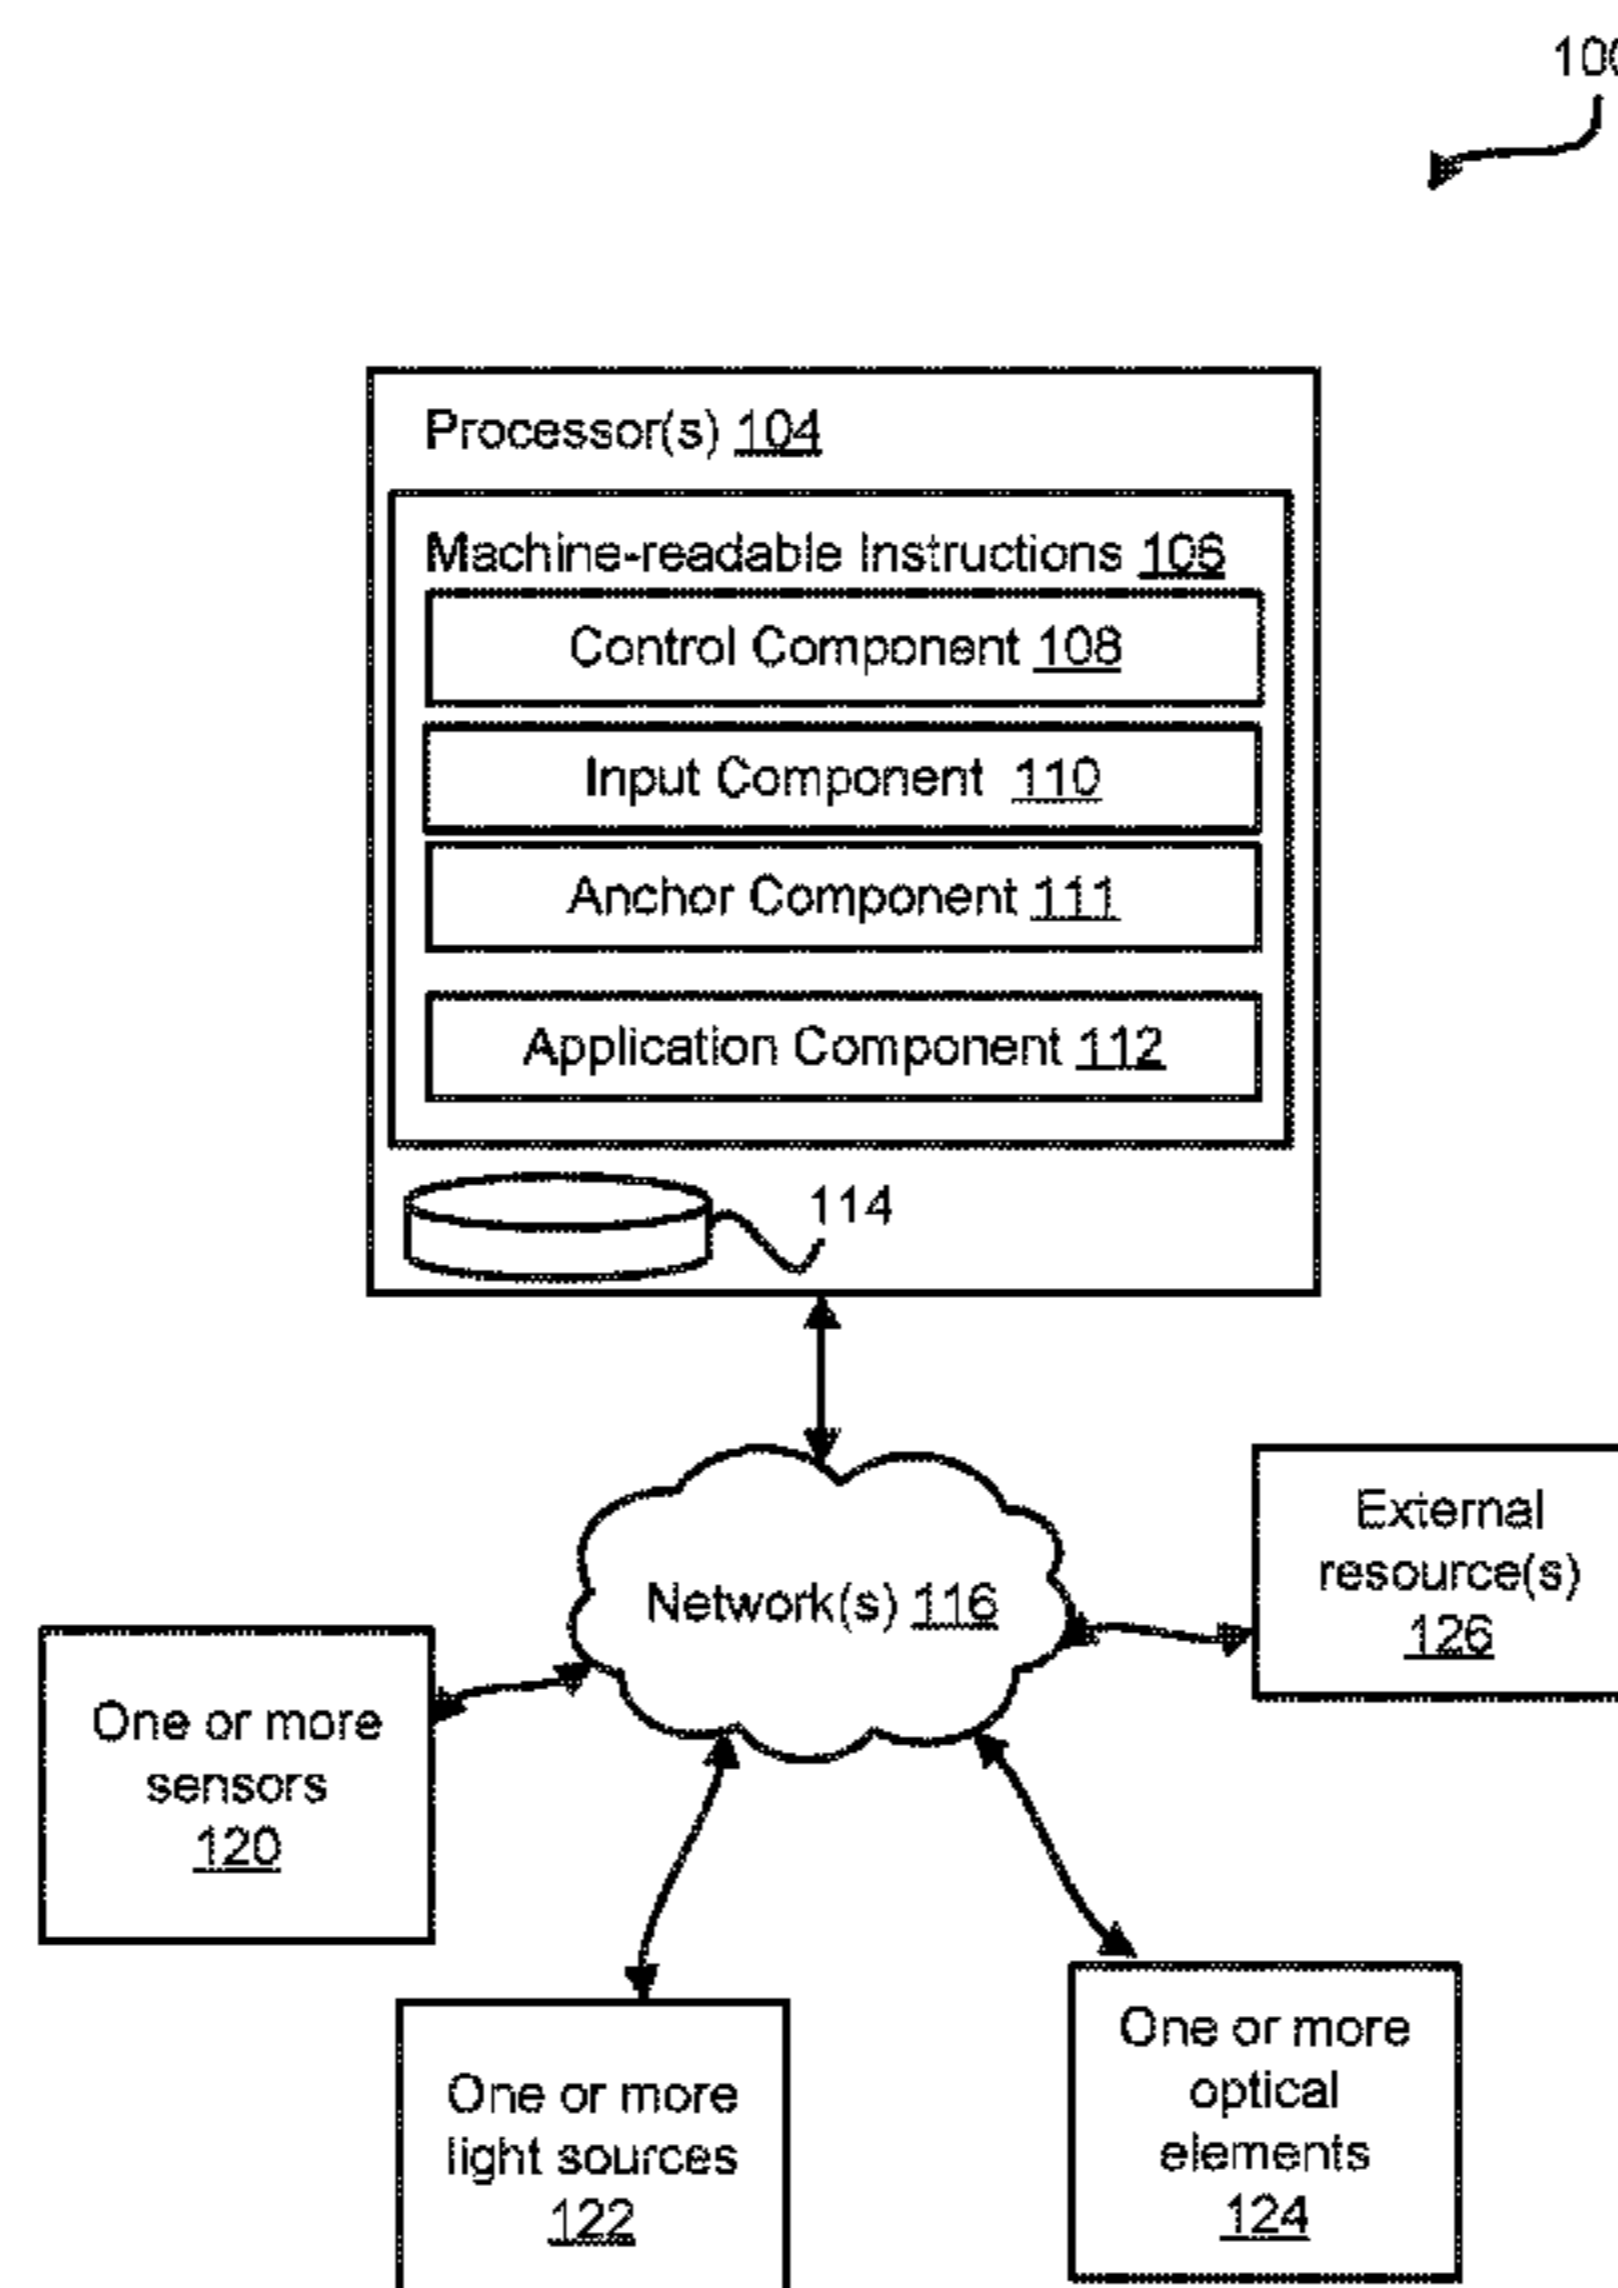 100
Processor(s) 104
Machine-readable Instructions 106
Control Component 108
Input Component 110
Anchor Component 111
Application Component 112
114
Network(s) 116
External
resource(s)
126
One or more
sensors
120
One or more
light sources
122
One or more
optical
elements
124